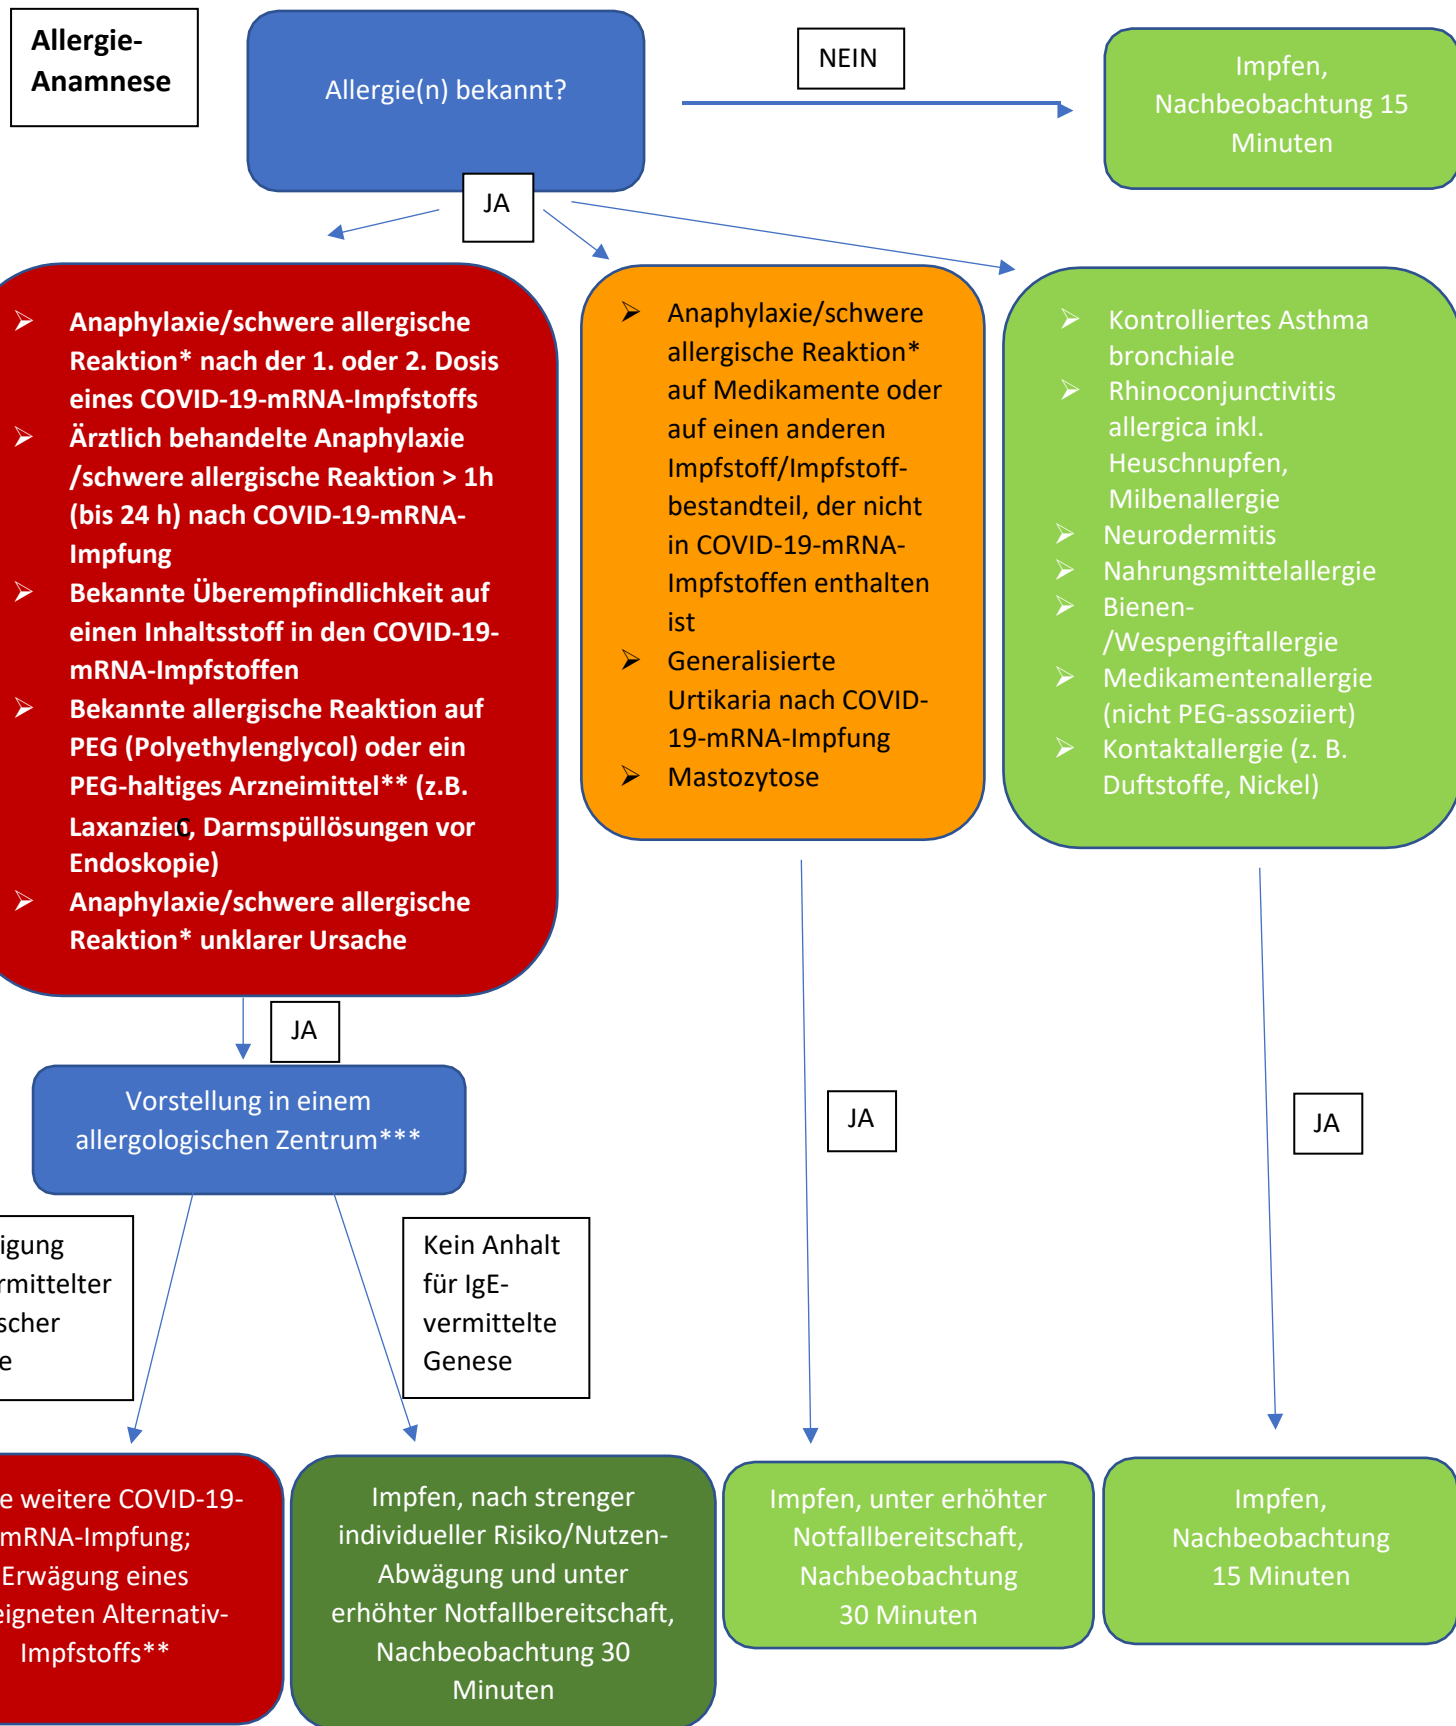 Allergie-
Anamnese
Allergie(n) bekannt?
NEIN
Impfen,
Nachbeobachtung 15
Minuten
JA
➢ Anaphylaxie/schwere allergische
Reaktion* nach der 1. oder 2. Dosis
eines COVID-19-mRNA-Impfstoffs
➢ Ärztlich behandelte Anaphylaxie
/schwere allergische Reaktion > 1h
(bis 24 h) nach COVID-19-mRNA-
Impfung
➢ Bekannte Überempfindlichkeit auf
einen Inhaltsstoff in den COVID-19-
mRNA-Impfstoffen
➢ Bekannte allergische Reaktion auf
PEG (Polyethylenglycol) oder ein
PEG-haltiges Arzneimittel** (z.B.
Laxanzien, Darmspüllösungen vor
Endoskopie)
➢ Anaphylaxie/schwere allergische
Reaktion* unklarer Ursache
➢ Anaphylaxie/schwere
allergische Reaktion*
auf Medikamente oder
auf einen anderen
Impfstoff/Impfstoff-
bestandteil, der nicht
in COVID-19-mRNA-
Impfstoffen enthalten
ist
➢ Generalisierte
Urtikaria nach COVID-
19-mRNA-Impfung
➢ Mastozytose
➢ Kontrolliertes Asthma
bronchiale
➢ Rhinoconjunctivitis
allergica inkl.
Heuschnupfen,
Milbenallergie
➢ Neurodermitis
➢ Nahrungsmittelallergie
➢ Bienen-
/Wespengiftallergie
➢ Medikamentenallergie
(nicht PEG-assoziiert)
➢ Kontaktallergie (z. B.
Duftstoffe, Nickel)
JA
Vorstellung in einem
allergologischen Zentrum***
JA
JA
igung
rmittelter
scher
e
Kein Anhalt
für IgE-
vermittelte
Genese
e weitere COVID-19-
mRNA-Impfung;
Erwägung eines
eigneten Alternativ-
Impfstoffs**
Impfen, nach strenger
individueller Risiko/Nutzen-
Abwägung und unter
erhöhter Notfallbereitschaft,
Nachbeobachtung 30
Minuten
Impfen, unter erhöhter
Notfallbereitschaft,
Nachbeobachtung
30 Minuten
Impfen,
Nachbeobachtung
15 Minuten